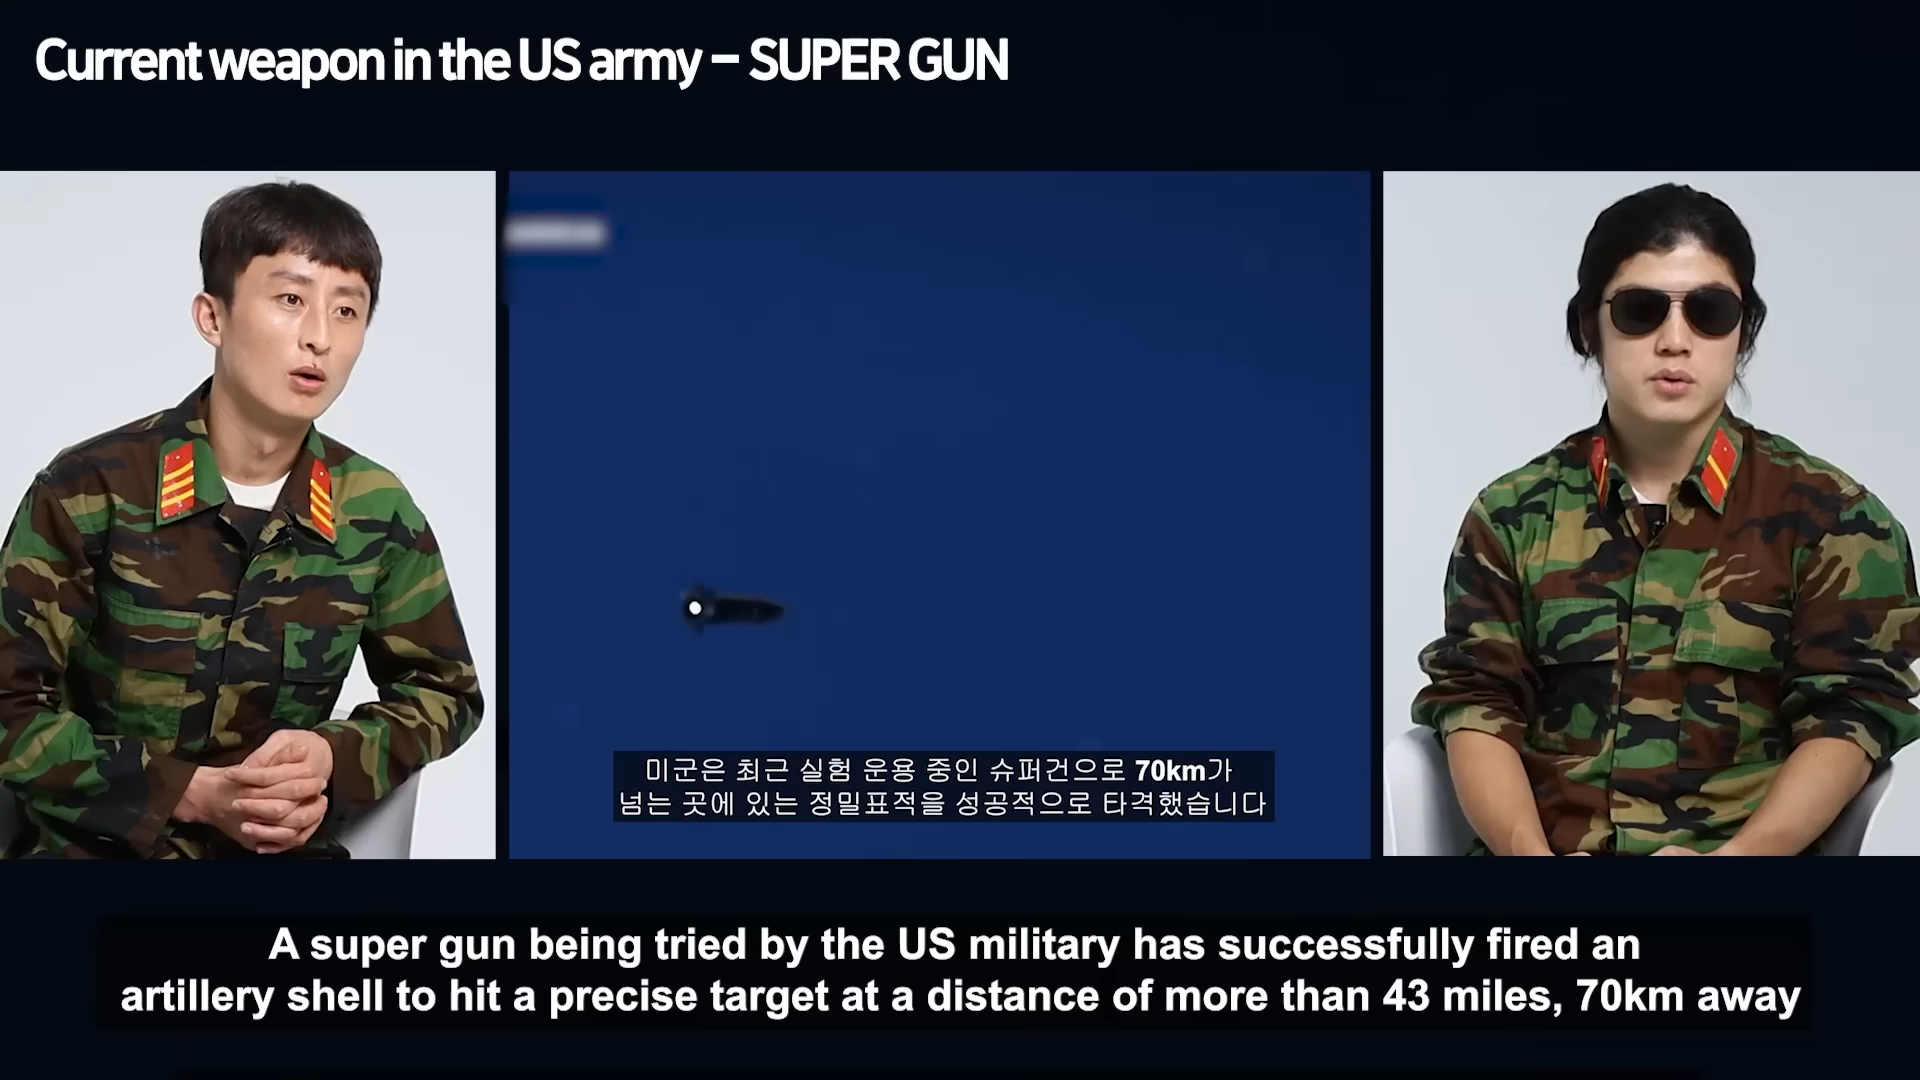 Current weapon in the US army – SUPER GUN
미군은 최근 실험 운용 중인 슈퍼건으로 70km가
넘는 곳에 있는 정밀표적을 성공적으로 타격했습니다
A super gun being tried by the US military has successfully fired an
artillery shell to hit a precise target at a distance of more than 43 miles, 70km away